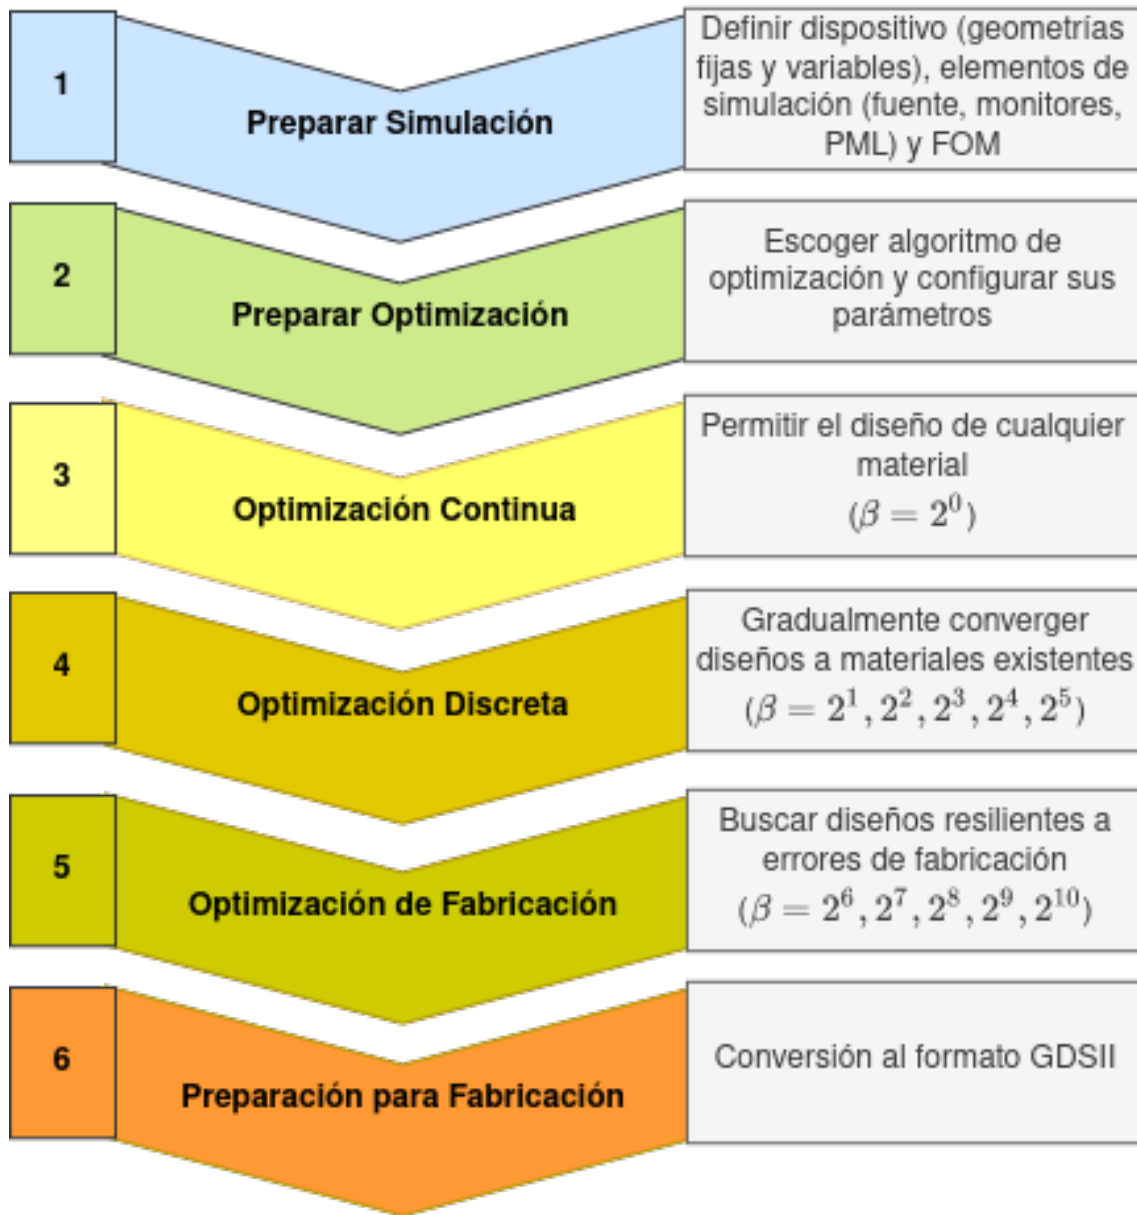 1
Preparar Simulación
Definir dispositivo (geometrías
fijas y variables), elementos de
simulación (fuente, monitores,
PML) y FOM
2
Preparar Optimización
Escoger algoritmo de
optimización y configurar sus
parámetros
3
Optimización Continua
Permitir el diseño de cualquier
material
(β = 2⁰)
4
Optimización Discreta
Gradualmente converger
diseños a materiales existentes
(β = 2¹, 2², 2³, 2⁴, 2⁵)
5
Optimización de Fabricación
Buscar diseños resilientes a
errores de fabricación
(β = 2⁶, 2⁷, 2⁸, 2⁹, 2¹⁰)
6
Preparación para Fabricación
Conversión al formato GDSII